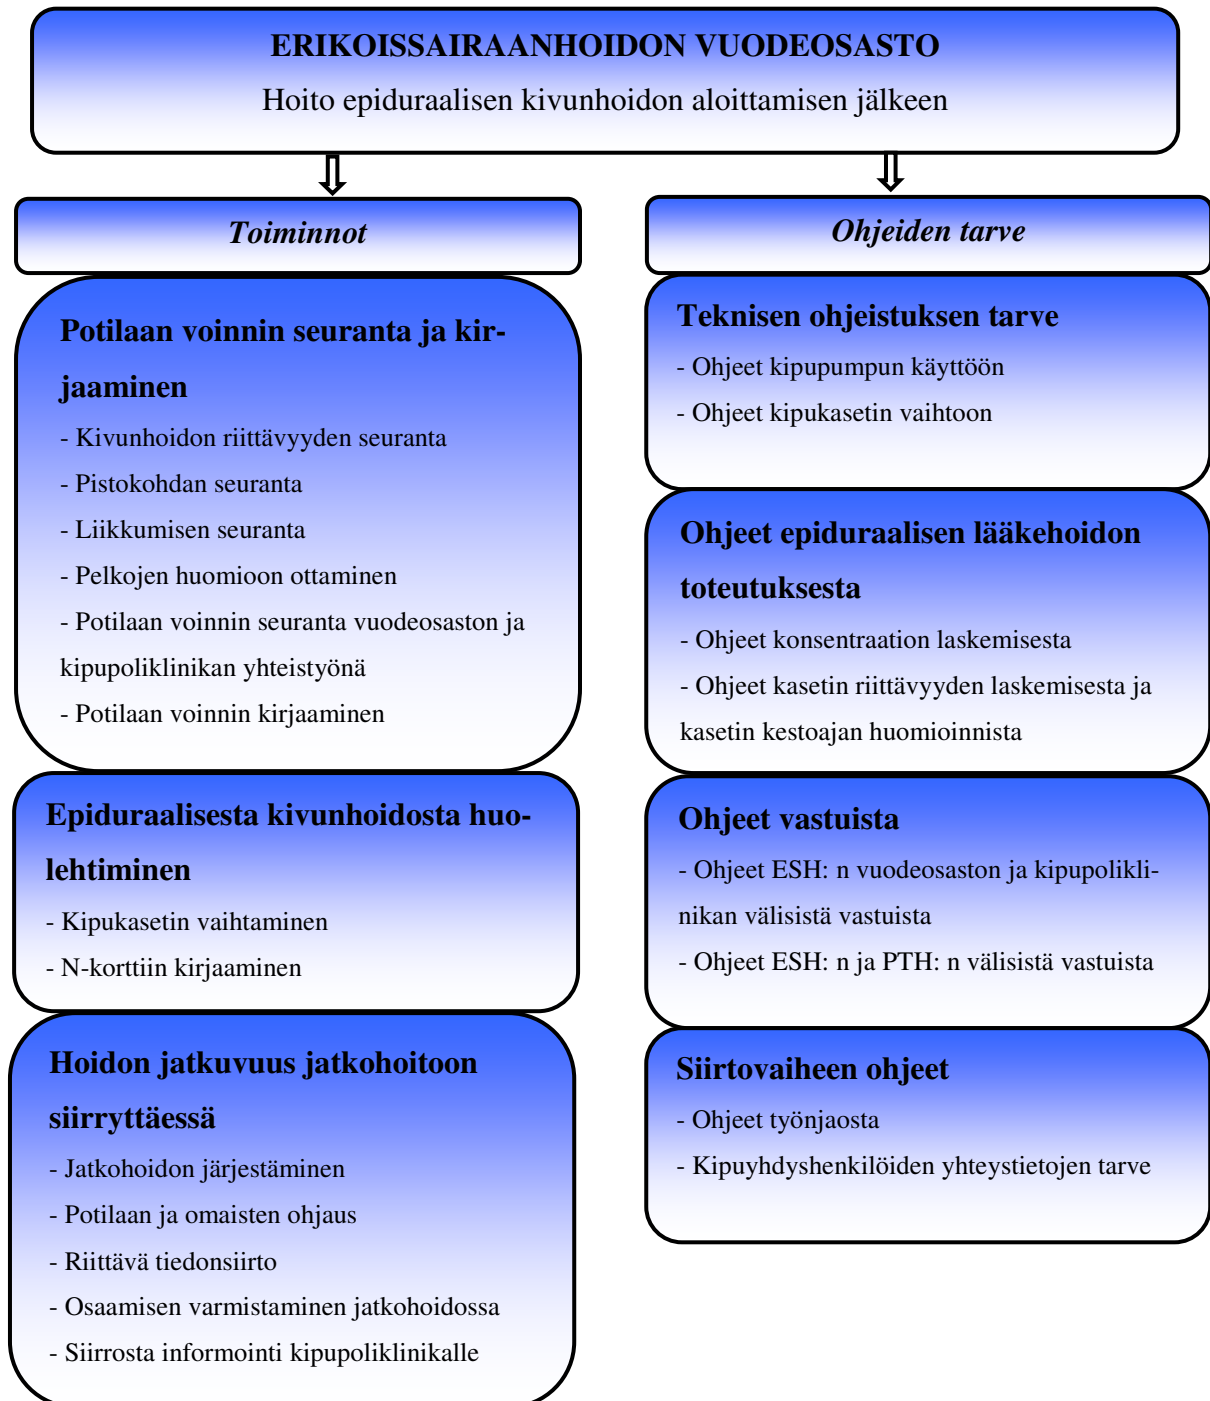 ERIKOISSAIRAANHOIDON VUODEOSASTO
Hoito epiduraalisen kivunhoidon aloittamisen jälkeen
Toiminnot
Potilaan voinnin seuranta ja kir-
jaaminen
- Kivunhoidon riittävyyden seuranta
- Pistokohdan seuranta
- Liikkumisen seuranta
- Pelkojen huomioon ottaminen
- Potilaan voinnin seuranta vuodeosaston ja
kipupoliklinikan yhteistyönä
- Potilaan voinnin kirjaaminen
Epiduraalisesta kivunhoidosta huo-
lehtiminen
- Kipukasetin vaihtaminen
- N-korttiin kirjaaminen
Hoidon jatkuvuus jatkohoitoon
siirryttäessä
- Jatkohoidon järjestäminen
- Potilaan ja omaisten ohjaus
- Riittävä tiedonsiirto
- Osaamisen varmistaminen jatkohoidossa
- Siirrosta informointi kipupoliklinikalle
Ohjeiden tarve
Teknisen ohjeistuksen tarve
- Ohjeet kipupumpun käyttöön
- Ohjeet kipukasetin vaihtoon
Ohjeet epiduraalisen lääkehoidon
toteutuksesta
- Ohjeet konsentraation laskemisesta
- Ohjeet kasetin riittävyyden laskemisesta ja
kasetin kestoajan huomioinnista
Ohjeet vastuista
- Ohjeet ESH: n vuodeosaston ja kipupolikli-
nikan välisistä vastuista
- Ohjeet ESH: n ja PTH: n välisistä vastuista
Siirtovaiheen ohjeet
- Ohjeet työnjaosta
- Kipuyhdyshenkilöiden yhteystietojen tarve